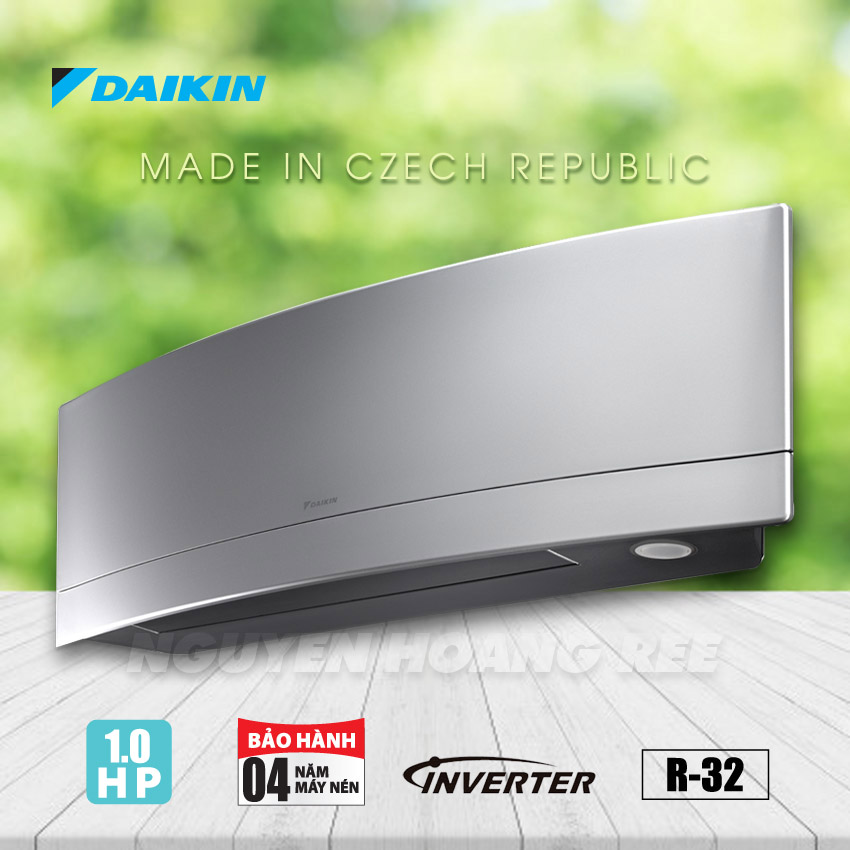 DAIKIN
MADE IN CZECH REPUBLIC
DAIKIN
NGUYEN HOANG REE
1.0
HP
BẢO HÀNH
04 NĂM
MÁY NÉN
INVERTER
R-32